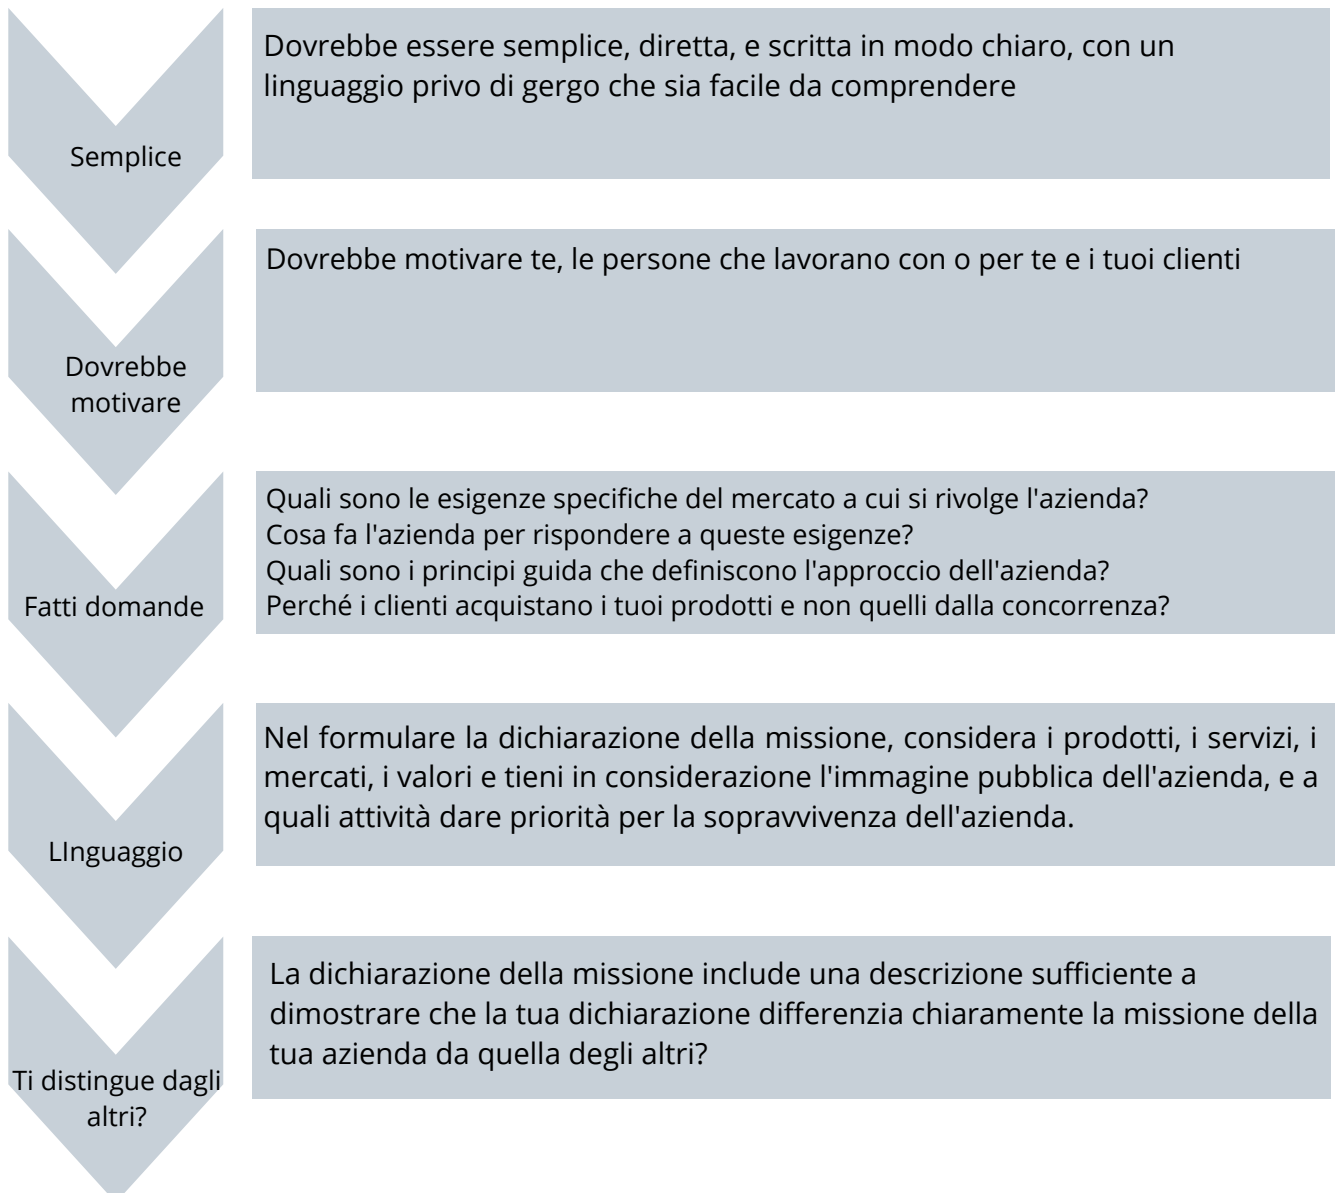 Dovrebbe essere semplice, diretta, e scritta in modo chiaro, con un
linguaggio privo di gergo che sia facile da comprendere
Semplice
Dovrebbe motivare te, le persone che lavorano con o per te e i tuoi clienti
Dovrebbe
motivare
Quali sono le esigenze specifiche del mercato a cui si rivolge l'azienda?
Cosa fa l'azienda per rispondere a queste esigenze?
Quali sono i principi guida che definiscono l'approccio dell'azienda?
Perché i clienti acquistano i tuoi prodotti e non quelli dalla concorrenza?
Fatti domande
Nel formulare la dichiarazione della missione, considera i prodotti, i servizi, i
mercati, i valori e tieni in considerazione l'immagine pubblica dell'azienda, e a
quali attività dare priorità per la sopravvivenza dell'azienda.
LInguaggio
La dichiarazione della missione include una descrizione sufficiente a
dimostrare che la tua dichiarazione differenzia chiaramente la missione della
tua azienda da quella degli altri?
Ti distingue dagli
altri?